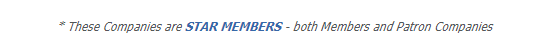 * These Companies are STAR MEMBERS - both Members and Patron Companies